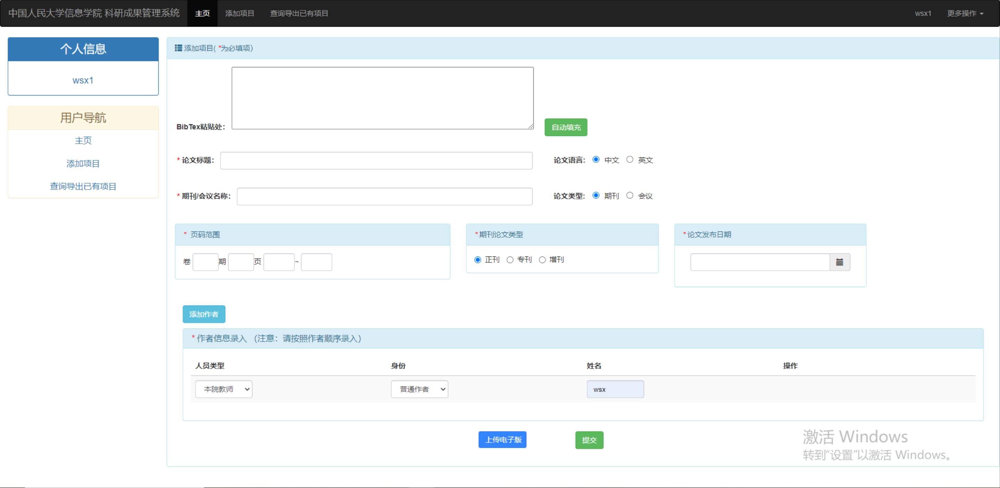 中国人民大学信息学院 科研成果管理系统 主页 添加项目 查询导出已有项目 wsx1 更多操作
个人信息
wsx1
用户导航
主页
添加项目
查询导出已有项目
添加项目( *为必填项)
BibTex粘贴处: 自动填充
* 论文标题: 论文语言: 中文 英文
* 期刊/会议名称: 论文类型: 期刊 会议
* 页码范围
卷 期 页 ~
*期刊论文类型
正刊 专刊 增刊
*论文发布日期
添加作者
* 作者信息录入 (注意: 请按照作者顺序录入)
人员类型 身份 姓名 操作
本院教师 普通作者 wsx
上传电子版 提交
激活 Windows
转到“设置”以激活 Windows。